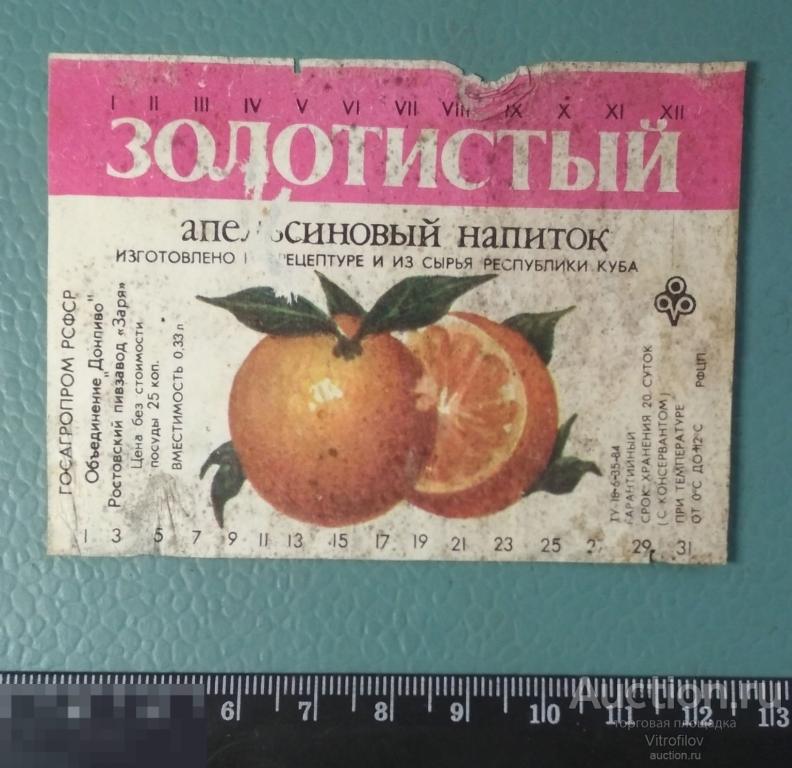 I II III IV V VI VII VIII IX X XI XII
ЗОЛОТИСТЫЙ
апельсиновый напиток
ИЗГОТОВЛЕНО ПО РЕЦЕПТУРЕ И ИЗ СЫРЬЯ РЕСПУБЛИКИ КУБА
ГОСАГРОПРОМ РСФСР
Объединение "Донпиво"
Ростовский пивзавод «Заря»
Цена без стоимости
посуды 25 коп.
ВМЕСТИМОСТЬ 0,33 л
ТУ 18-6-35-84
ГАРАНТИЙНЫЙ
СРОК ХРАНЕНИЯ 20 СУТОК
(С КОНСЕРВАНТОМ)
ПРИ ТЕМПЕРАТУРЕ
ОТ 0°С ДО +12°С
РФЦП
1 3 5 7 9 11 13 15 17 19 21 23 25 2 29 31
6 7 8 9 10 11 12 13
Auction.ru
торговая площадка
Vitrofilov
auction.ru